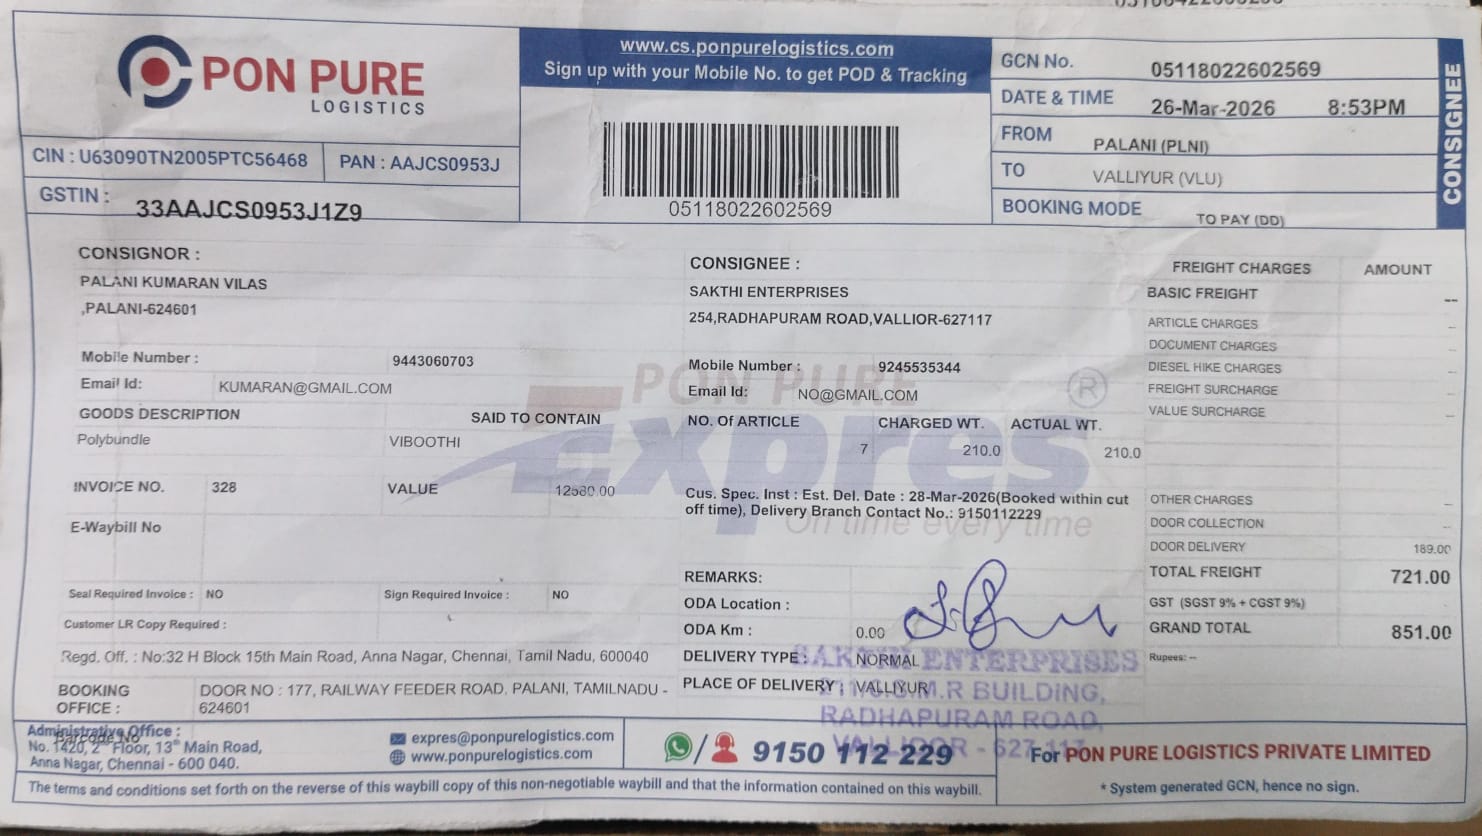 PON PURE
LOGISTICS
www.cs.ponpurelogistics.com
Sign up with your Mobile No. to get POD & Tracking
CIN : U63090TN2005PTC56468
PAN : AAJCS0953J
GSTIN : 33AAJCS0953J1Z9
05118022602569
GCN No. 05118022602569
DATE & TIME 26-Mar-2026 8:53PM
FROM PALANI (PLNI)
TO VALLIYUR (VLU)
BOOKING MODE TO PAY (DD)
CONSIGNEE
CONSIGNOR :
PALANI KUMARAN VILAS
,PALANI-624601
Mobile Number : 9443060703
Email Id: KUMARAN@GMAIL.COM
CONSIGNEE :
SAKTHI ENTERPRISES
254,RADHAPURAM ROAD,VALLIOR-627117
Mobile Number : 9245535344
Email Id: NO@GMAIL.COM
GOODS DESCRIPTION SAID TO CONTAIN
Polybundle VIBOOTHI
NO. Of ARTICLE CHARGED WT. ACTUAL WT.
7 210.0 210.0
INVOICE NO. 328 VALUE 12580.00
E-Waybill No
Cus. Spec. Inst : Est. Del. Date : 28-Mar-2026(Booked within cut
off time), Delivery Branch Contact No.: 9150112229
PON PURE
Expres ®
On time every time
Seal Required Invoice : NO Sign Required Invoice : NO
Customer LR Copy Required :
REMARKS:
ODA Location :
ODA Km : 0.00
DELIVERY TYPE : NORMAL
PLACE OF DELIVERY : VALLIYUR
SAKTHI ENTERPRISES
M.R BUILDING,
RADHAPURAM ROAD,
FREIGHT CHARGES AMOUNT
BASIC FREIGHT --
ARTICLE CHARGES --
DOCUMENT CHARGES --
DIESEL HIKE CHARGES --
FREIGHT SURCHARGE --
VALUE SURCHARGE --
OTHER CHARGES --
DOOR COLLECTION --
DOOR DELIVERY 189.00
TOTAL FREIGHT 721.00
GST (SGST 9% + CGST 9%)
GRAND TOTAL 851.00
Rupees: --
Regd. Off. : No:32 H Block 15th Main Road, Anna Nagar, Chennai, Tamil Nadu, 600040
BOOKING OFFICE : DOOR NO : 177, RAILWAY FEEDER ROAD, PALANI, TAMILNADU -
624601
Administrative Office :
Barcode No
No. 1420, 2nd Floor, 13th Main Road,
Anna Nagar, Chennai - 600 040.
expres@ponpurelogistics.com
www.ponpurelogistics.com
9150 112 229
For PON PURE LOGISTICS PRIVATE LIMITED
* System generated GCN, hence no sign.
The terms and conditions set forth on the reverse of this waybill copy of this non-negotiable waybill and that the information contained on this waybill.